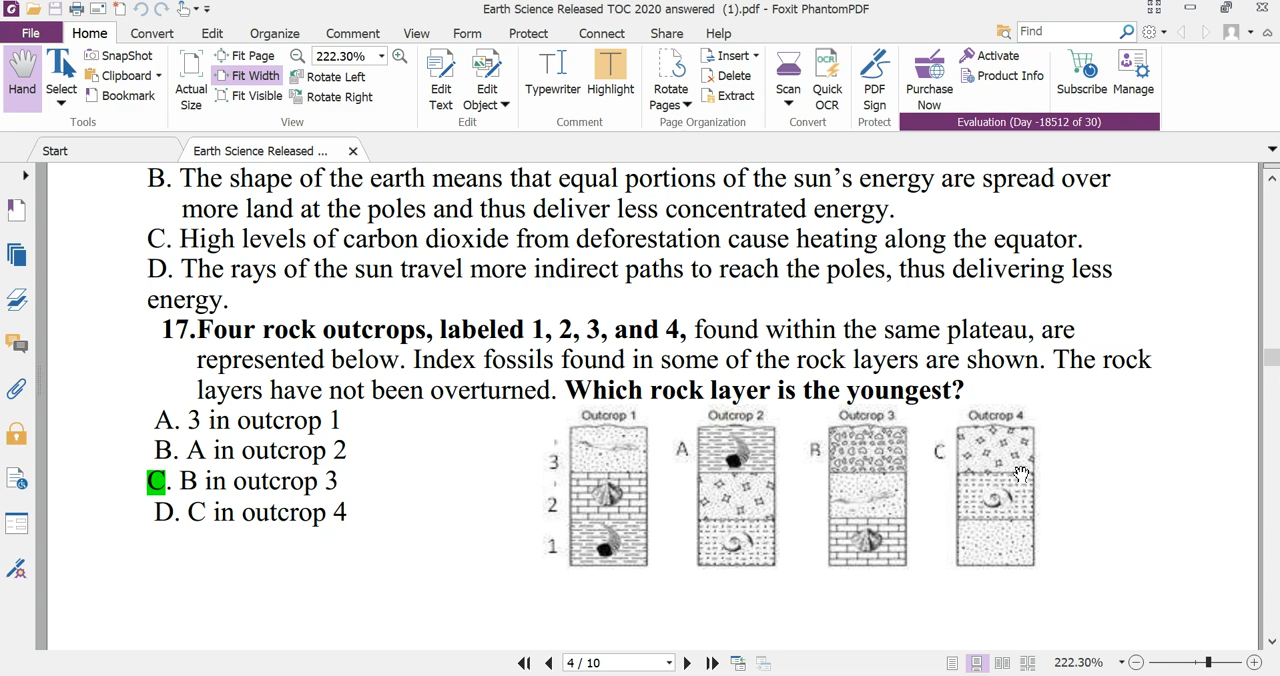 Earth Science Released TOC 2020 answered (1).pdf - Foxit PhantomPDF
File Home Convert Edit Organize Comment View Form Protect Connect Share Help Find
Hand Select SnapShot Clipboard Bookmark Tools
Actual Size Fit Page Fit Width Fit Visible 222.30% Rotate Left Rotate Right View
Edit Text Edit Object Edit
Typewriter Highlight Comment
Rotate Pages Insert Delete Extract Page Organization
Scan Quick OCR Convert
PDF Sign Protect
Purchase Now Activate Product Info Subscribe Manage
Evaluation (Day -18512 of 30)
Start Earth Science Released ...
B. The shape of the earth means that equal portions of the sun’s energy are spread over
more land at the poles and thus deliver less concentrated energy.
C. High levels of carbon dioxide from deforestation cause heating along the equator.
D. The rays of the sun travel more indirect paths to reach the poles, thus delivering less
energy.
17.Four rock outcrops, labeled 1, 2, 3, and 4, found within the same plateau, are
represented below. Index fossils found in some of the rock layers are shown. The rock
layers have not been overturned. Which rock layer is the youngest?
A. 3 in outcrop 1
B. A in outcrop 2
C. B in outcrop 3
D. C in outcrop 4
Outcrop 1 Outcrop 2 Outcrop 3 Outcrop 4
3 A B C
2
1
4 / 10 222.30%